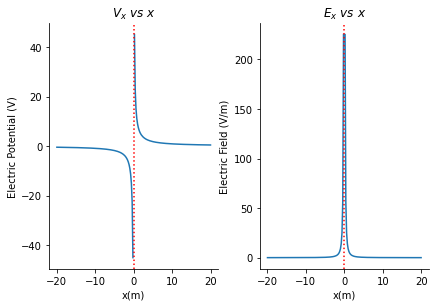 V_x vs x
Electric Potential (V)
40
20
0
−20
−40
−20 −10 0 10 20
x(m)
E_x vs x
Electric Field (V/m)
200
150
100
50
0
−20 −10 0 10 20
x(m)